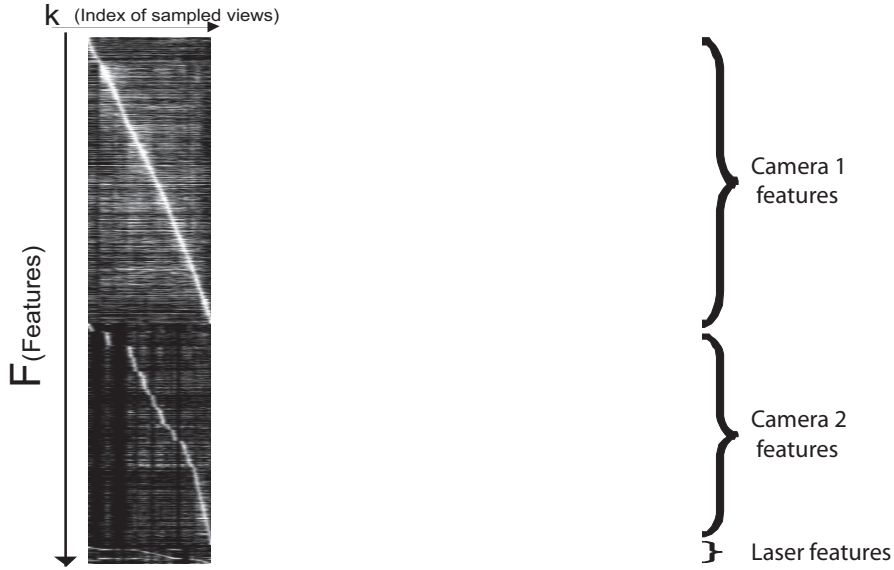 k (Index of sampled views)
F(Features)
Camera 1
features
Camera 2
features
Laser features